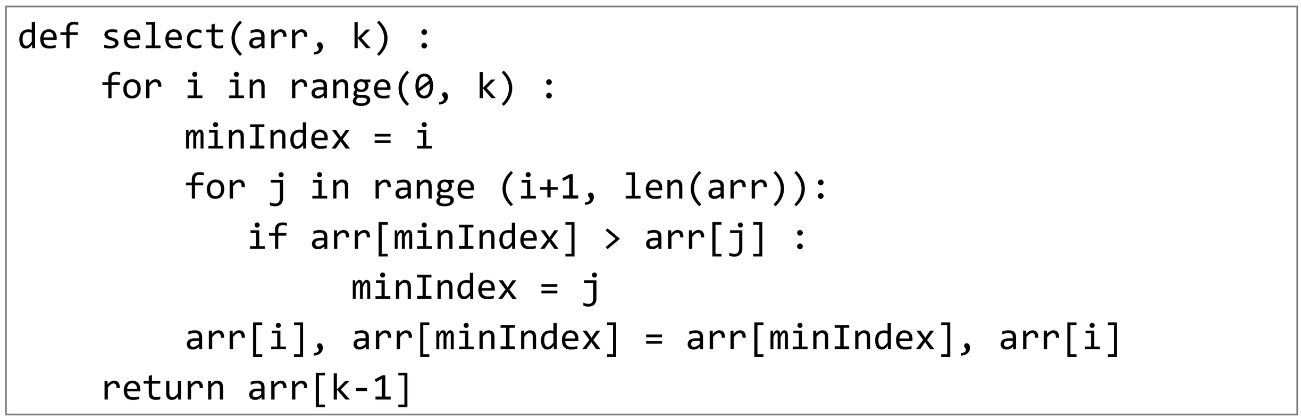 def select(arr, k) :
    for i in range(0, k) :
        minIndex = i
        for j in range (i+1, len(arr)):
           if arr[minIndex] > arr[j] :
                minIndex = j
        arr[i], arr[minIndex] = arr[minIndex], arr[i]
    return arr[k-1]